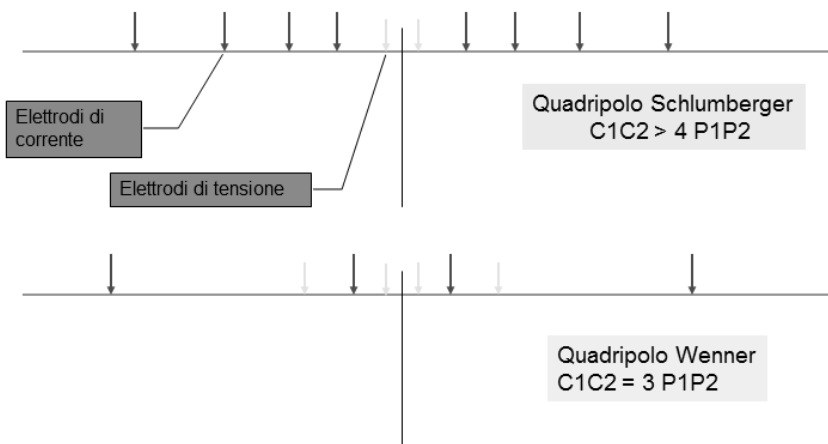 Quadripolo Schlumberger
C1C2 > 4 P1P2
Elettrodi di
corrente
Elettrodi di tensione
Quadripolo Wenner
C1C2 = 3 P1P2